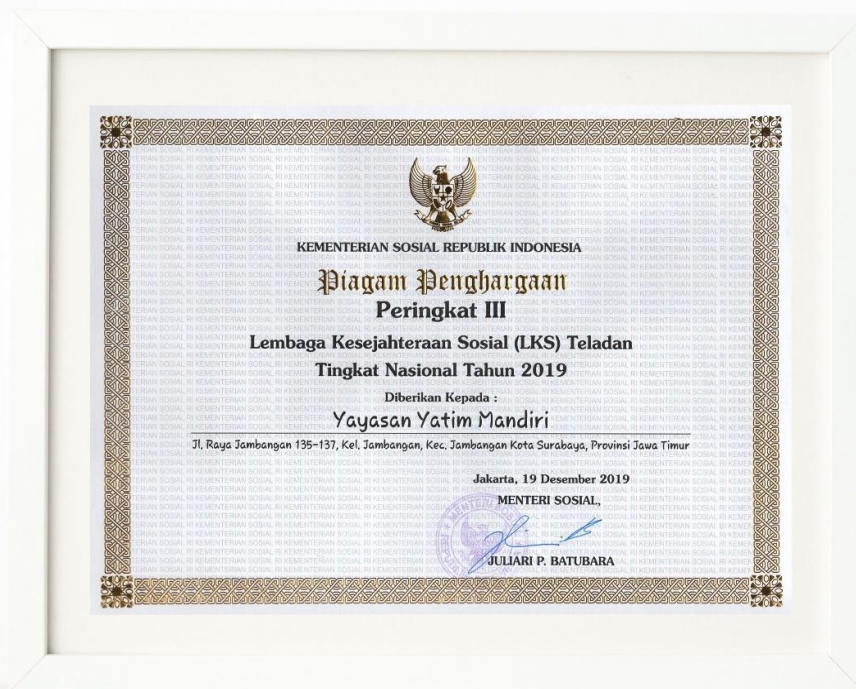 KEMENTERIAN SOSIAL REPUBLIK INDONESIA
Piagam Penghargaan
Peringkat III
Lembaga Kesejahteraan Sosial (LKS) Teladan
Tingkat Nasional Tahun 2019
Diberikan Kepada :
Yayasan Yatim Mandiri
Jl. Raya Jambangan 135-137, Kel. Jambangan, Kec. Jambangan Kota Surabaya, Provinsi Jawa Timur
Jakarta, 19 Desember 2019
MENTERI SOSIAL,
JULIARI P. BATUBARA